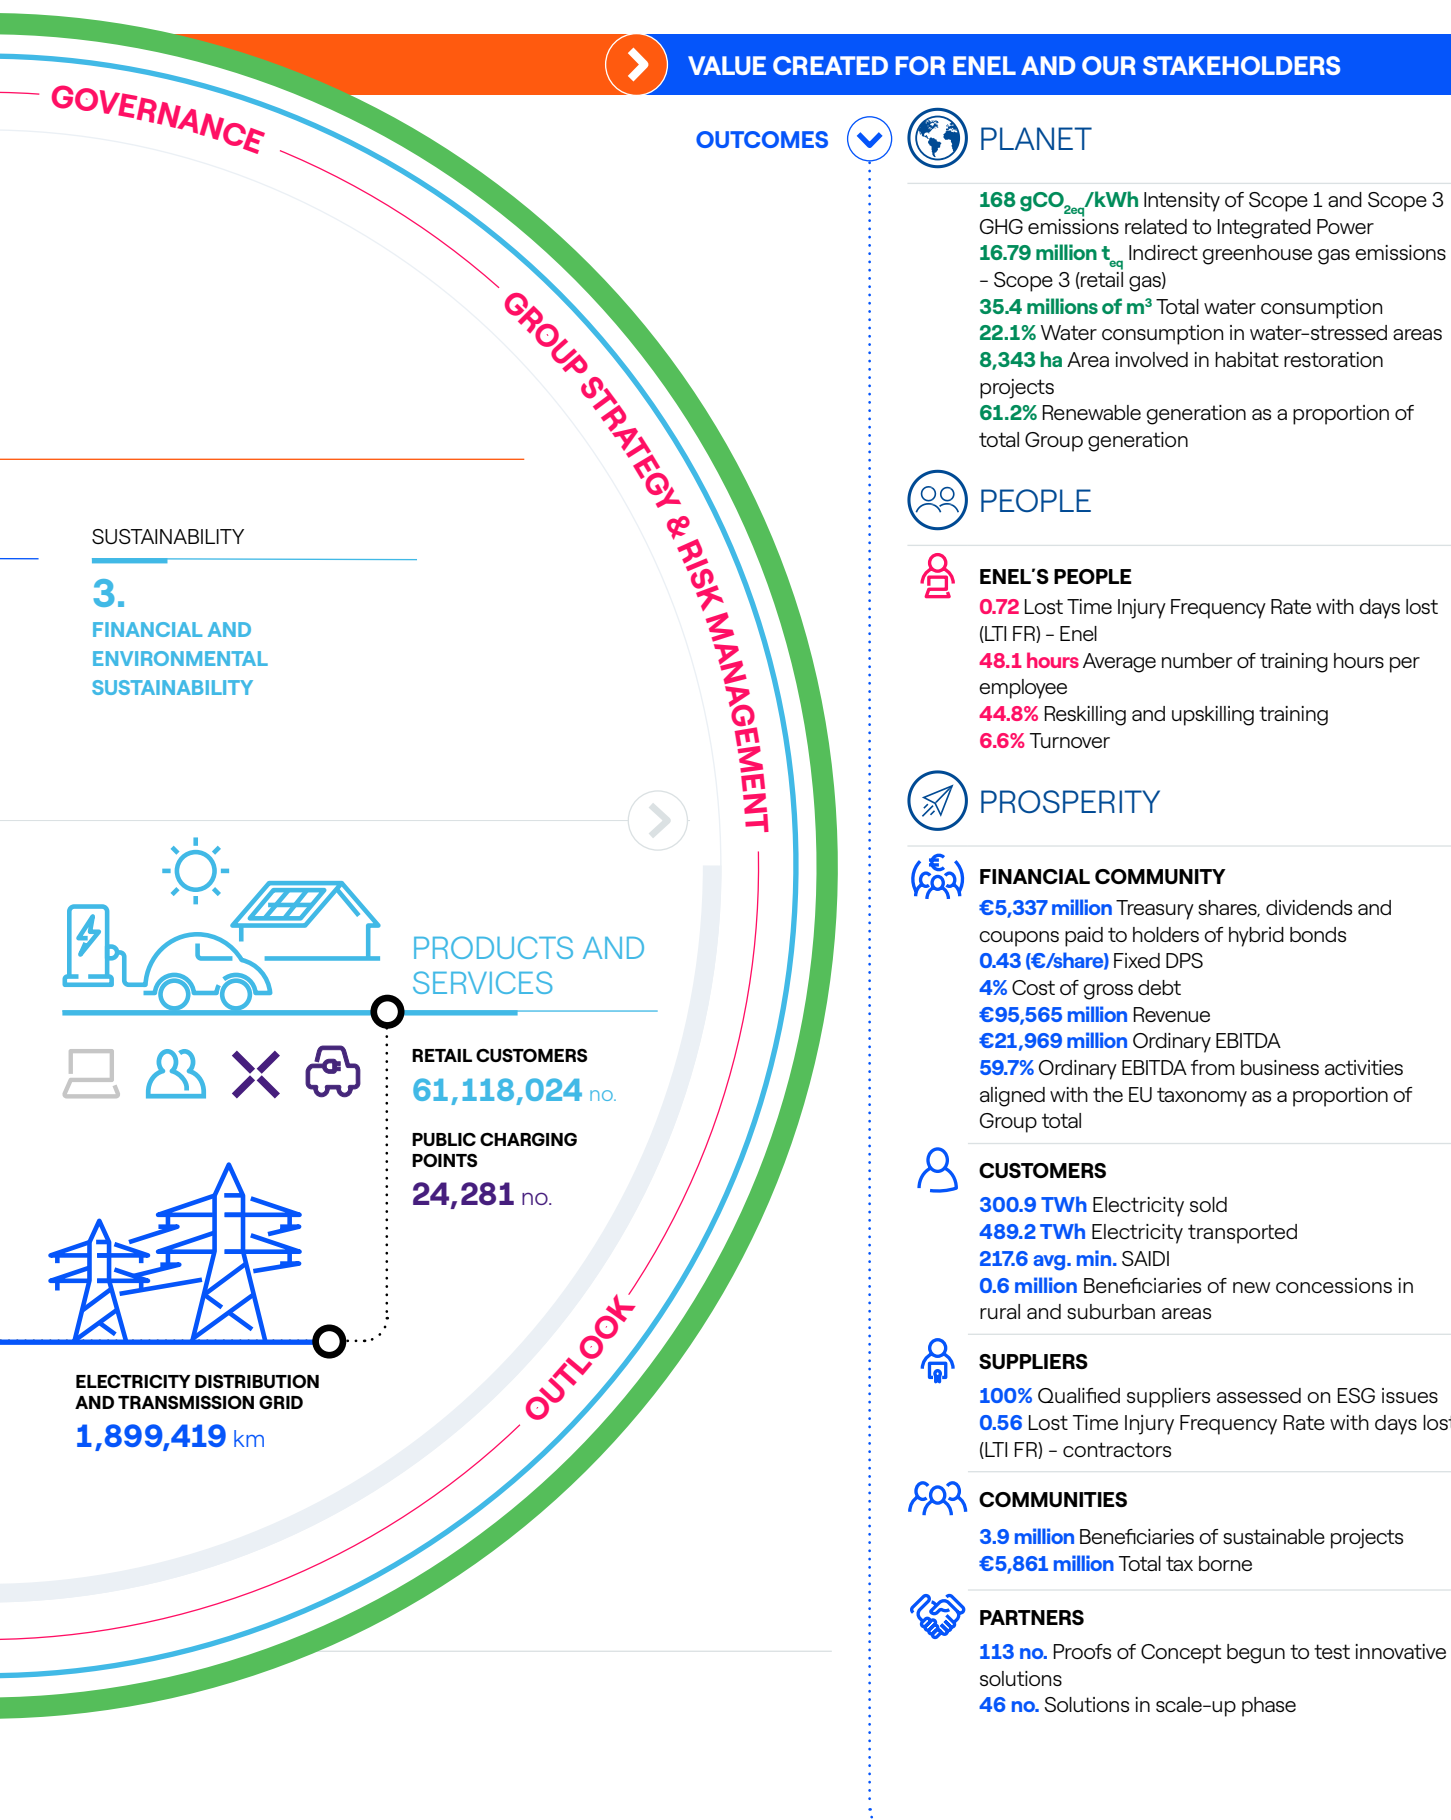 VALUE CREATED FOR ENEL AND OUR STAKEHOLDERS
GOVERNANCE
GROUP STRATEGY & RISK MANAGEMENT
OUTLOOK
SUSTAINABILITY
3.
FINANCIAL AND
ENVIRONMENTAL
SUSTAINABILITY
PRODUCTS AND
SERVICES
RETAIL CUSTOMERS
61,118,024 no.
PUBLIC CHARGING
POINTS
24,281 no.
ELECTRICITY DISTRIBUTION
AND TRANSMISSION GRID
1,899,419 km
OUTCOMES
PLANET
168 gCO2eq/kWh Intensity of Scope 1 and Scope 3
GHG emissions related to Integrated Power
16.79 million teq Indirect greenhouse gas emissions
- Scope 3 (retail gas)
35.4 millions of m³ Total water consumption
22.1% Water consumption in water-stressed areas
8,343 ha Area involved in habitat restoration
projects
61.2% Renewable generation as a proportion of
total Group generation
PEOPLE
ENEL'S PEOPLE
0.72 Lost Time Injury Frequency Rate with days lost
(LTI FR) - Enel
48.1 hours Average number of training hours per
employee
44.8% Reskilling and upskilling training
6.6% Turnover
PROSPERITY
FINANCIAL COMMUNITY
€5,337 million Treasury shares, dividends and
coupons paid to holders of hybrid bonds
0.43 (€/share) Fixed DPS
4% Cost of gross debt
€95,565 million Revenue
€21,969 million Ordinary EBITDA
59.7% Ordinary EBITDA from business activities
aligned with the EU taxonomy as a proportion of
Group total
CUSTOMERS
300.9 TWh Electricity sold
489.2 TWh Electricity transported
217.6 avg. min. SAIDI
0.6 million Beneficiaries of new concessions in
rural and suburban areas
SUPPLIERS
100% Qualified suppliers assessed on ESG issues
0.56 Lost Time Injury Frequency Rate with days lost
(LTI FR) - contractors
COMMUNITIES
3.9 million Beneficiaries of sustainable projects
€5,861 million Total tax borne
PARTNERS
113 no. Proofs of Concept begun to test innovative
solutions
46 no. Solutions in scale-up phase